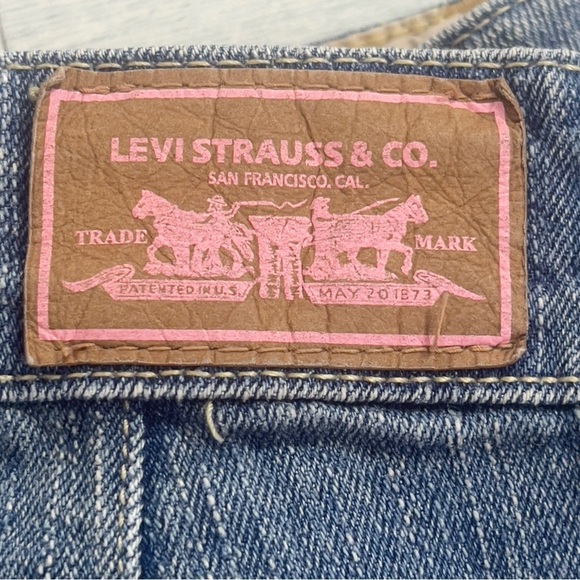 LEVI STRAUSS & CO.
SAN FRANCISCO, CAL.
TRADE MARK
PATENTED IN U.S. MAY 20 1873